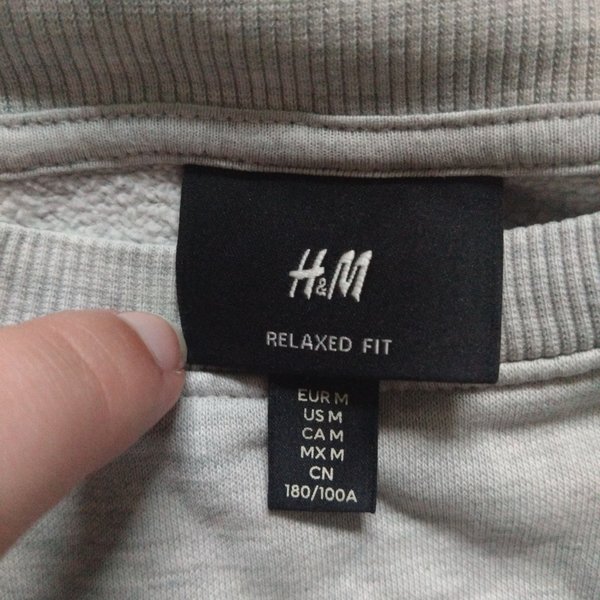 H&M
RELAXED FIT
EUR M
US M
CA M
MX M
CN
180/100A